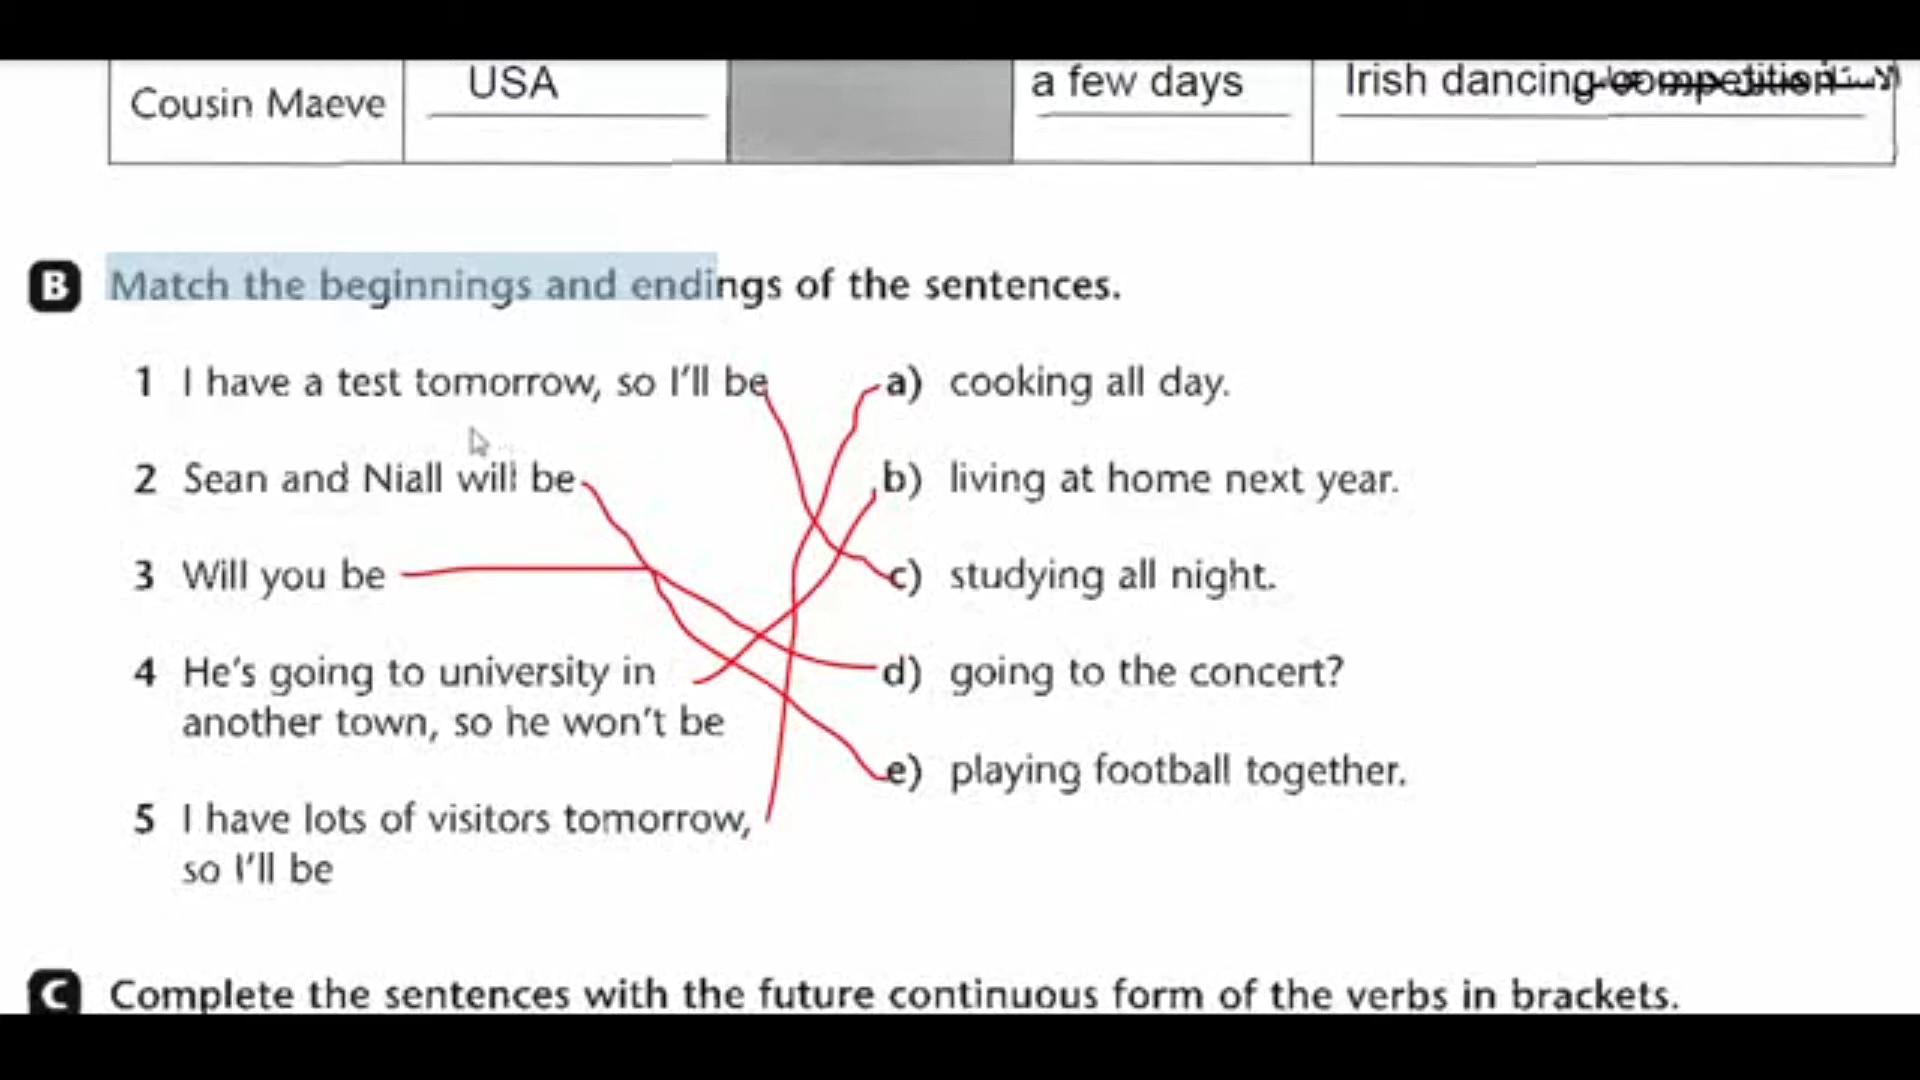 Cousin Maeve USA a few days Irish dancing competition
B Match the beginnings and endings of the sentences.
1 I have a test tomorrow, so I'll be a) cooking all day.
2 Sean and Niall will be b) living at home next year.
3 Will you be c) studying all night.
4 He's going to university in d) going to the concert?
another town, so he won't be
e) playing football together.
5 I have lots of visitors tomorrow,
so I'll be
C Complete the sentences with the future continuous form of the verbs in brackets.